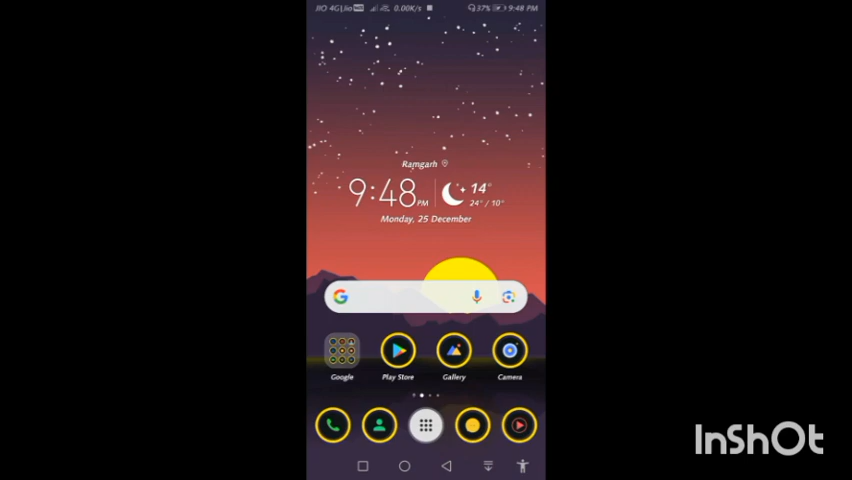 JIO 4G Jio 0.00K/s 37% 9:48 PM
Ramgarh
9:48 PM 14°
24° / 10°
Monday, 25 December
Google Play Store Gallery Camera
InShOt